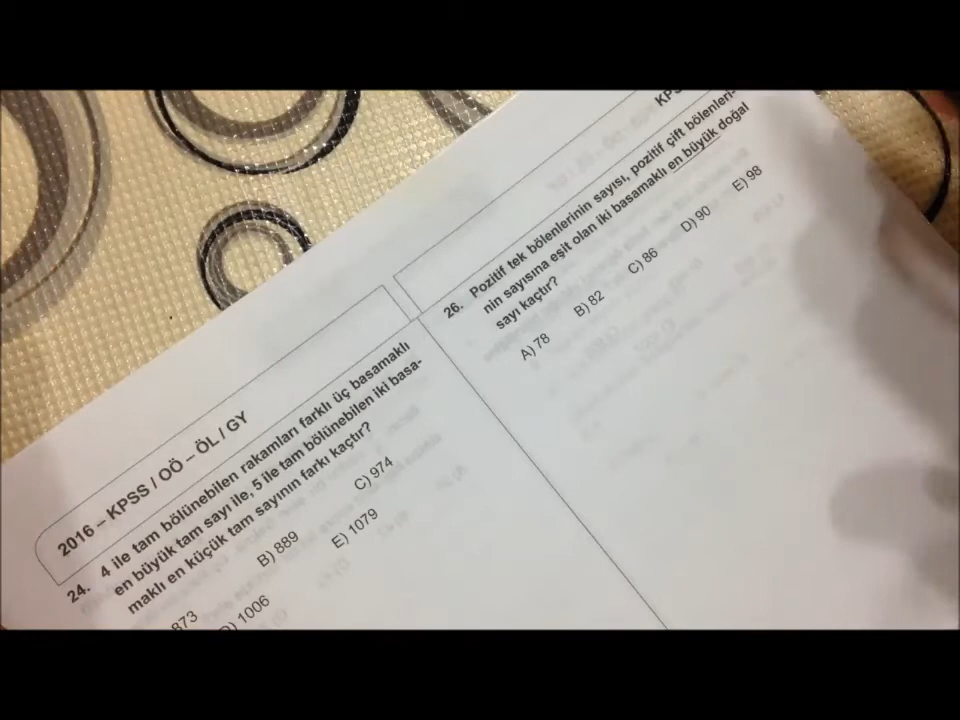 2016 – KPSS / OÖ – ÖL / GY
24. 4 ile tam bölünebilen rakamları farklı üç basamaklı
en büyük tam sayı ile, 5 ile tam bölünebilen iki basa-
maklı en küçük tam sayının farkı kaçtır?
873 B) 889 C) 974
D) 1006 E) 1079
26. Pozitif tek bölenlerinin sayısı, pozitif çift bölenleri-
nin sayısına eşit olan iki basamaklı en büyük doğal
sayı kaçtır?
A) 78 B) 82 C) 86 D) 90 E) 98